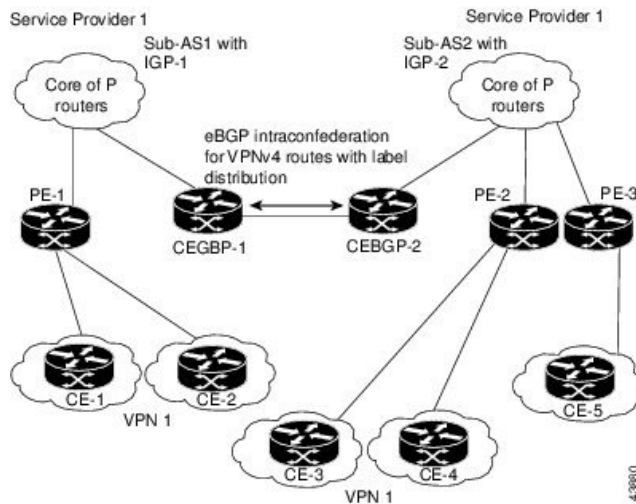 Service Provider 1
Service Provider 1
Sub-AS1 with
IGP-1
Sub-AS2 with
IGP-2
Core of P
routers
Core of P
routers
eBGP intraconfederation
for VPNv4 routes with label
distribution
PE-1
CEGBP-1
CEBGP-2
PE-2
PE-3
CE-1
CE-2
VPN 1
CE-3
CE-4
VPN 1
CE-5
43880